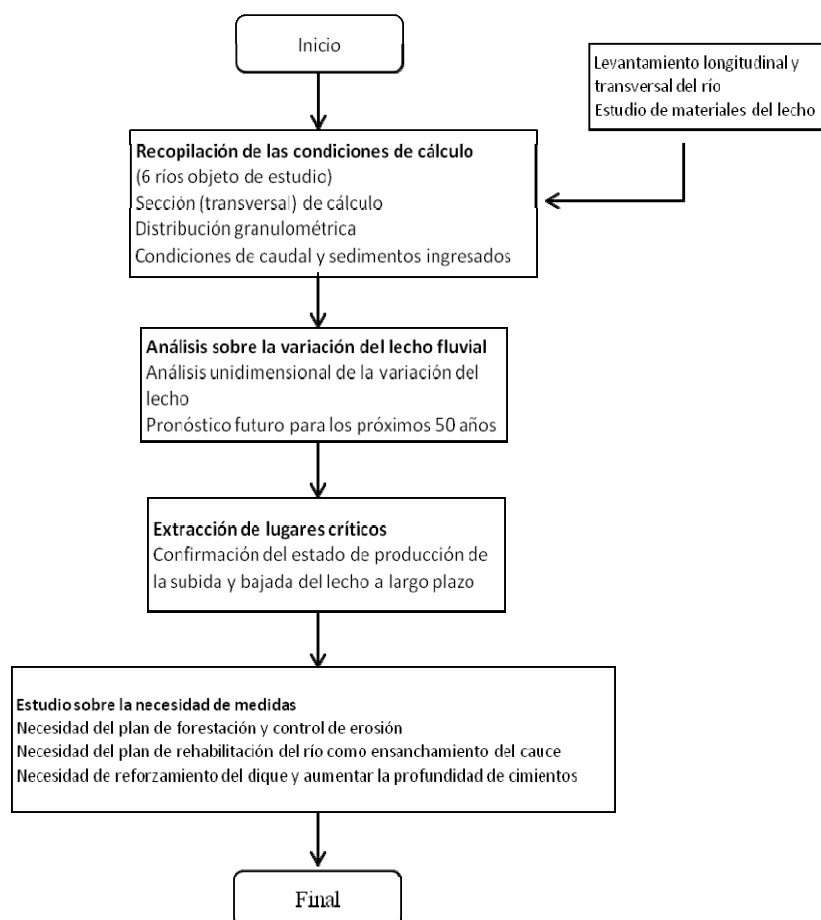 Inicio
Levantamiento longitudinal y
transversal del río
Estudio de materiales del lecho
Recopilación de las condiciones de cálculo
(6 ríos objeto de estudio)
Sección (transversal) de cálculo
Distribución granulométrica
Condiciones de caudal y sedimentos ingresados
Análisis sobre la variación del lecho fluvial
Análisis unidimensional de la variación del
lecho
Pronóstico futuro para los próximos 50 años
Extracción de lugares críticos
Confirmación del estado de producción de
la subida y bajada del lecho a largo plazo
Estudio sobre la necesidad de medidas
Necesidad del plan de forestación y control de erosión
Necesidad del plan de rehabilitación del río como ensanchamiento del cauce
Necesidad de reforzamiento del dique y aumentar la profundidad de cimientos
Final